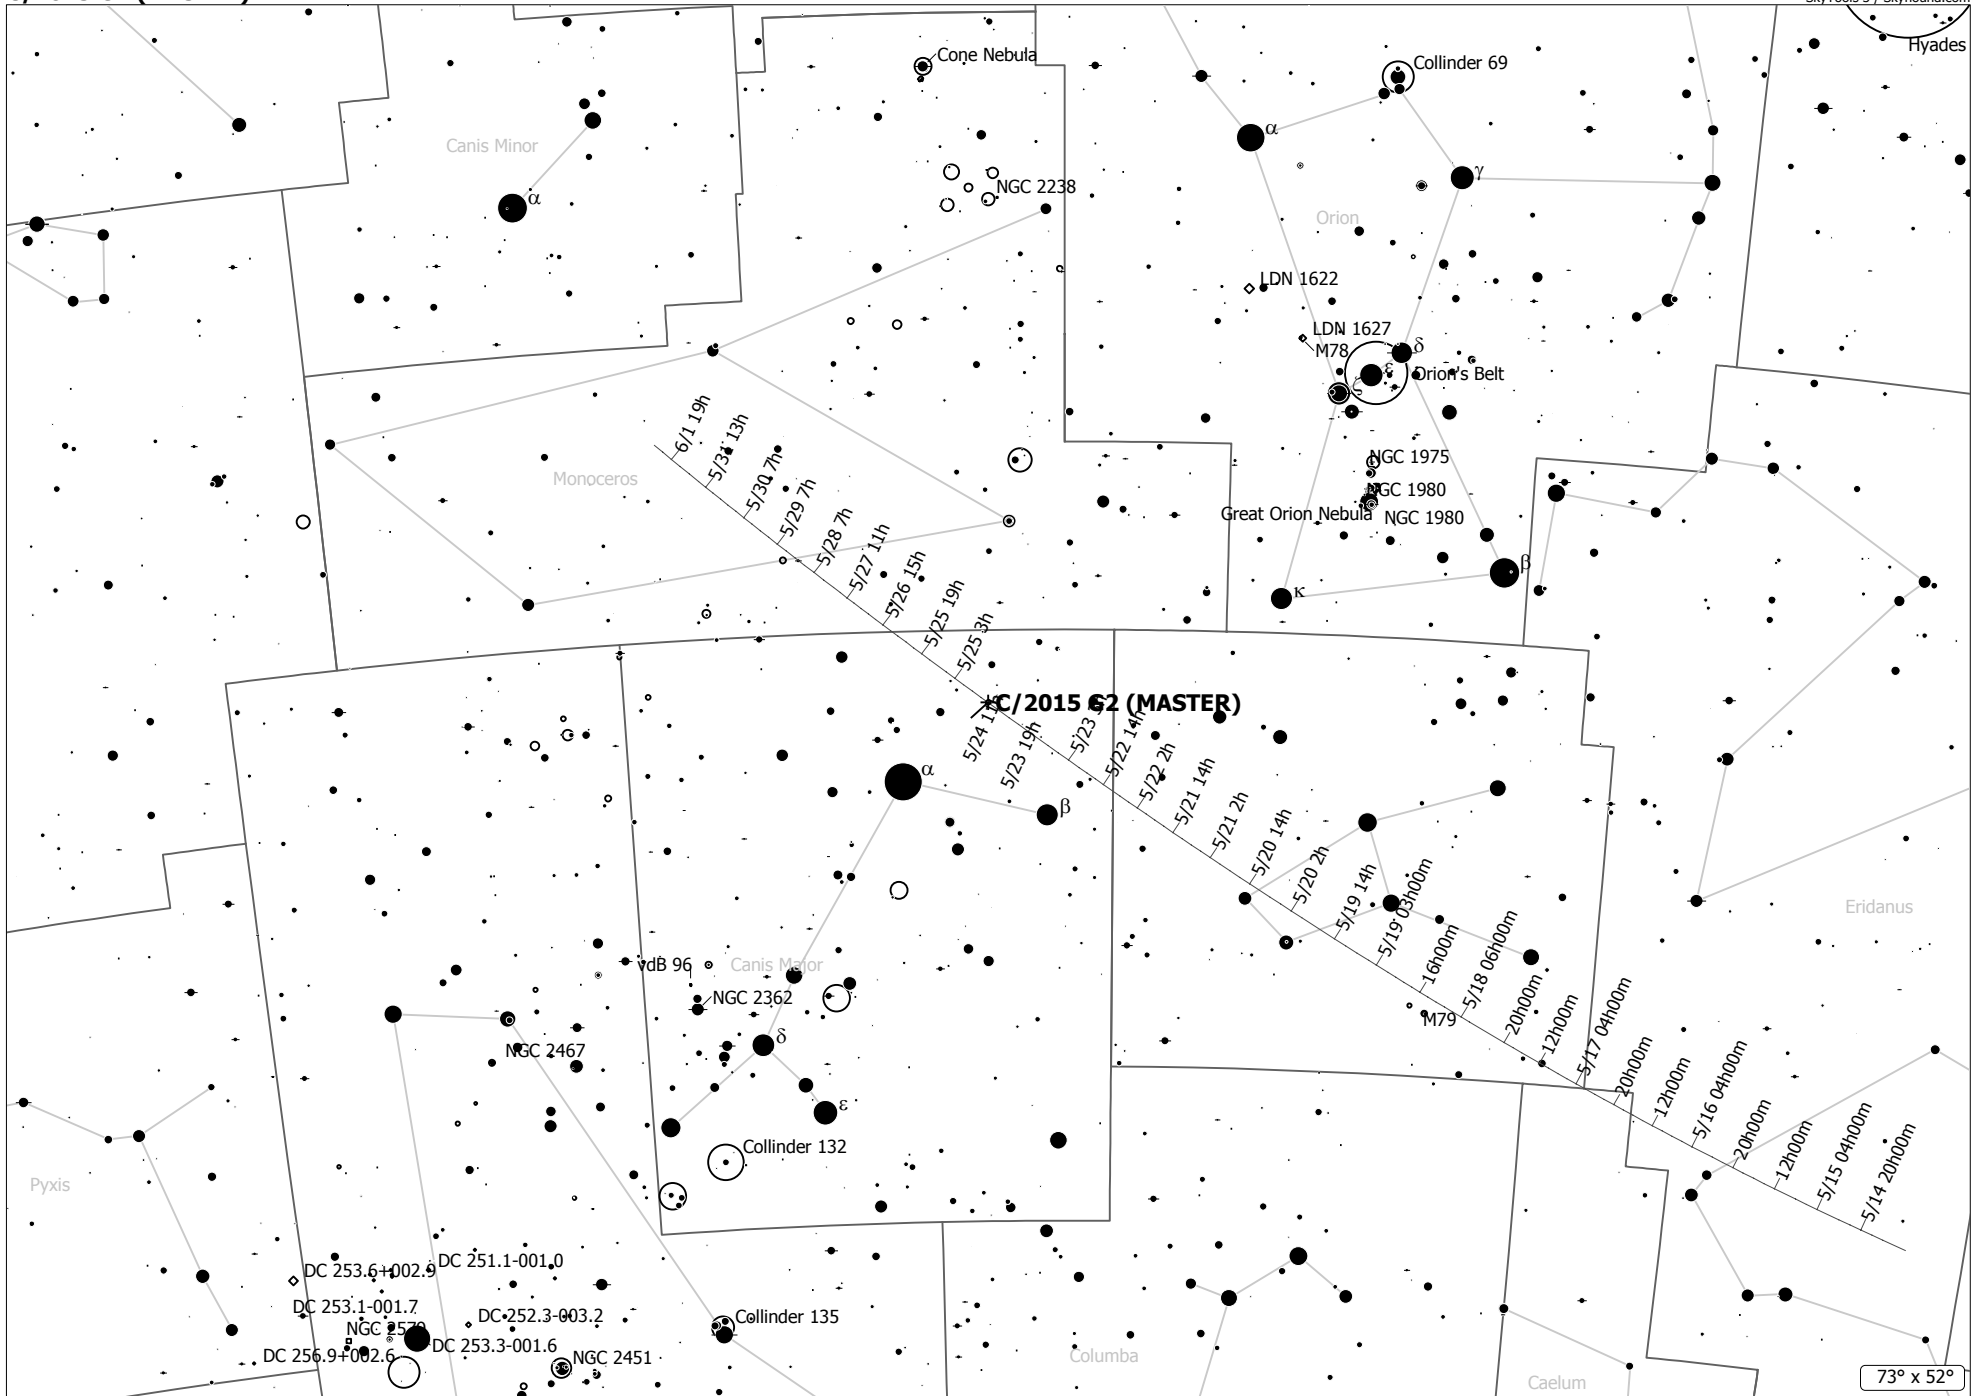 Hyades
Cone Nebula
Collinder 69
α
Canis Minor
γ
α
NGC 2238
Orion
LDN 1622
LDN 1627
M78
δ
ε
Orion's Belt
ζ
6/1 19h
5/31 13h
5/30 7h
5/29 7h
5/28 7h
5/27 11h
5/26 15h
5/25 19h
5/25 3h
Monoceros
NGC 1975
NGC 1980
Great Orion Nebula
NGC 1980
β
κ
C/2015 G2 (MASTER)
5/24 11h
5/23 19h
5/22 14h
5/22 2h
5/21 14h
5/21 2h
5/20 14h
5/20 2h
5/19 14h
5/19 03h00m
16h00m
5/18 06h00m
20h00m
12h00m
5/17 04h00m
20h00m
12h00m
5/16 04h00m
20h00m
12h00m
5/15 04h00m
5/14 20h00m
α
β
Eridanus
vdB 96
Canis Major
NGC 2362
M79
δ
NGC 2467
ε
Collinder 132
Pyxis
DC 253.6+002.9
DC 251.1-001.0
DC 253.1-001.7
DC 252.3-003.2
Collinder 135
NGC 2579
DC 253.3-001.6
DC 256.9+002.6
NGC 2451
Columba
Caelum
73° x 52°